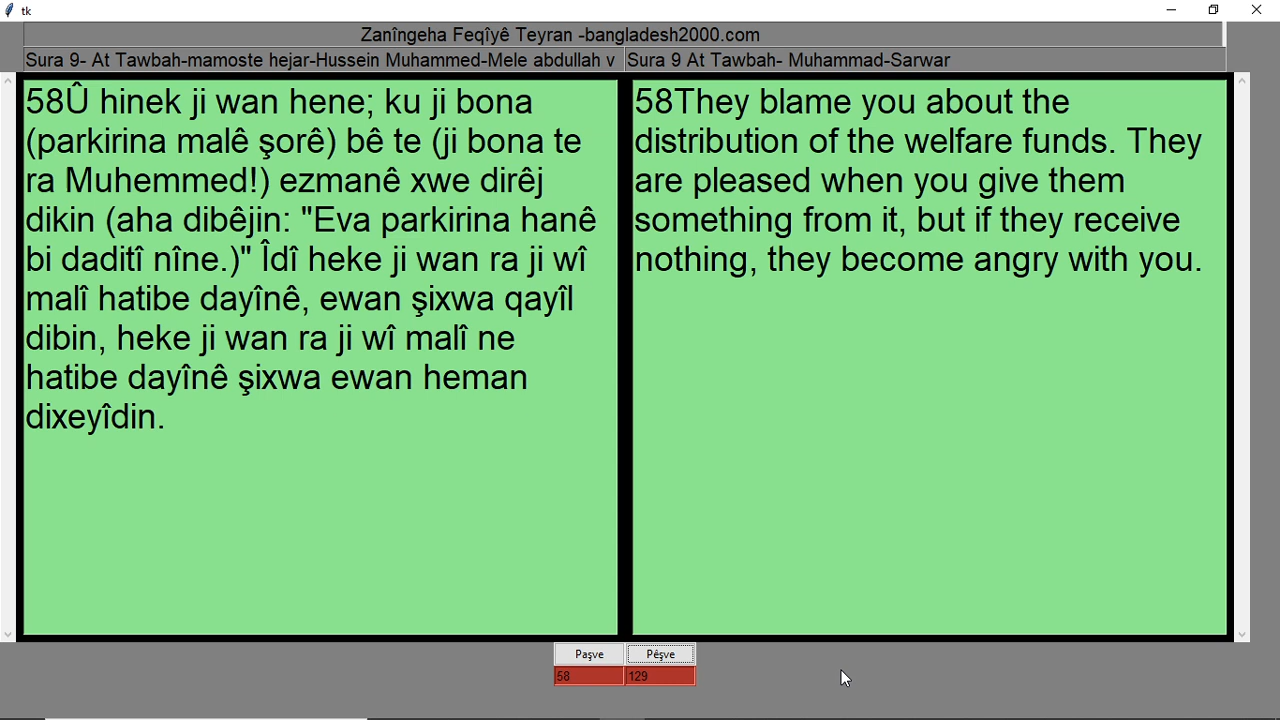 tk
Zanîngeha Feqîyê Teyran -bangladesh2000.com
Sura 9- At Tawbah-mamoste hejar-Hussein Muhammed-Mele abdullah v
Sura 9 At Tawbah- Muhammad-Sarwar
58Û hinek ji wan hene; ku ji bona
(parkirina malê şorê) bê te (ji bona te
ra Muhemmed!) ezmanê xwe dirêj
dikin (aha dibêjin: "Eva parkirina hanê
bi daditî nîne.)" Îdî heke ji wan ra ji wî
malî hatibe dayînê, ewan şixwa qayîl
dibin, heke ji wan ra ji wî malî ne
hatibe dayînê şixwa ewan heman
dixeyîdin.
58They blame you about the
distribution of the welfare funds. They
are pleased when you give them
something from it, but if they receive
nothing, they become angry with you.
Paşve
Pêşve
58
129